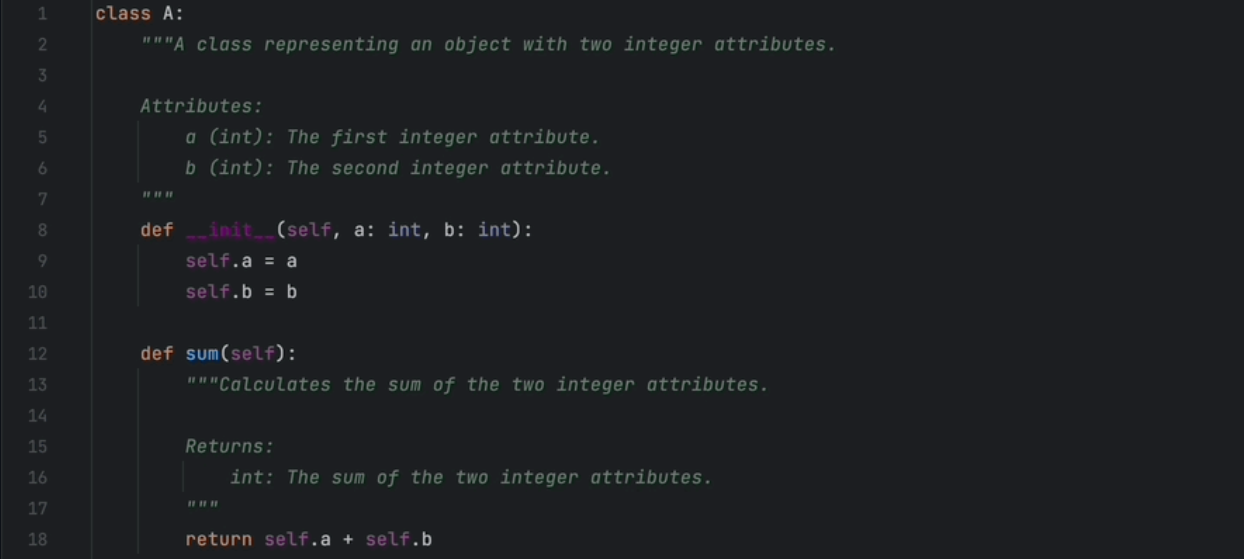 1 class A:
2     """A class representing an object with two integer attributes.
3
4     Attributes:
5         a (int): The first integer attribute.
6         b (int): The second integer attribute.
7     """
8     def __init__(self, a: int, b: int):
9         self.a = a
10         self.b = b
11
12     def sum(self):
13         """Calculates the sum of the two integer attributes.
14
15         Returns:
16             int: The sum of the two integer attributes.
17         """
18         return self.a + self.b